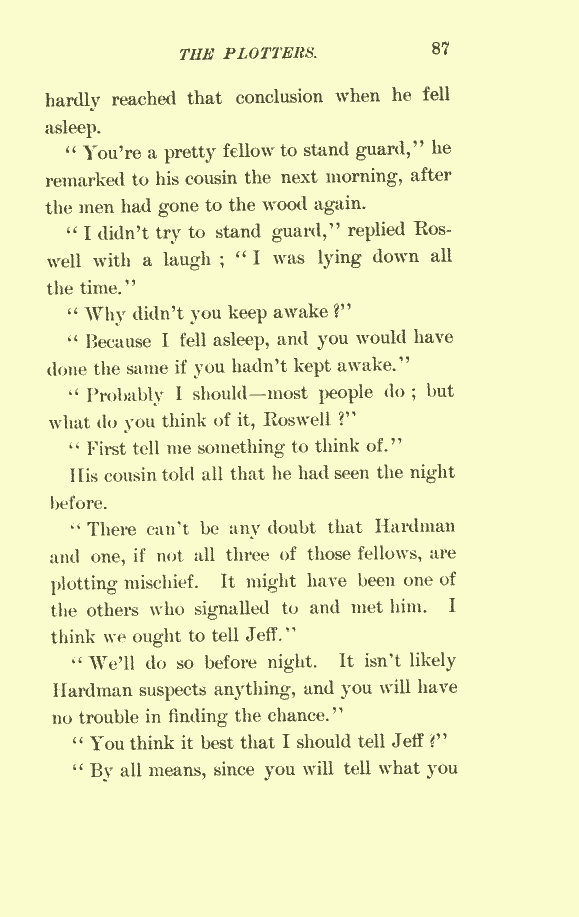 THE PLOTTERS. 87
hardly reached that conclusion when he fell
asleep.
“ You're a pretty fellow to stand guard,” he
remarked to his cousin the next morning, after
the men had gone to the wood again.
“ I didn't try to stand guard,” replied Ros-
well with a laugh ; “ I was lying down all
the time.”
“ Why didn't you keep awake ?”
“ Because I fell asleep, and you would have
done the same if you hadn't kept awake.”
“ Probably I should—most people do ; but
what do you think of it, Roswell ?”
“ First tell me something to think of.”
His cousin told all that he had seen the night
before.
“ There can't be any doubt that Hardman
and one, if not all three of those fellows, are
plotting mischief. It might have been one of
the others who signalled to and met him. I
think we ought to tell Jeff.”
“ We'll do so before night. It isn't likely
Hardman suspects anything, and you will have
no trouble in finding the chance.”
“ You think it best that I should tell Jeff ?”
“ By all means, since you will tell what you